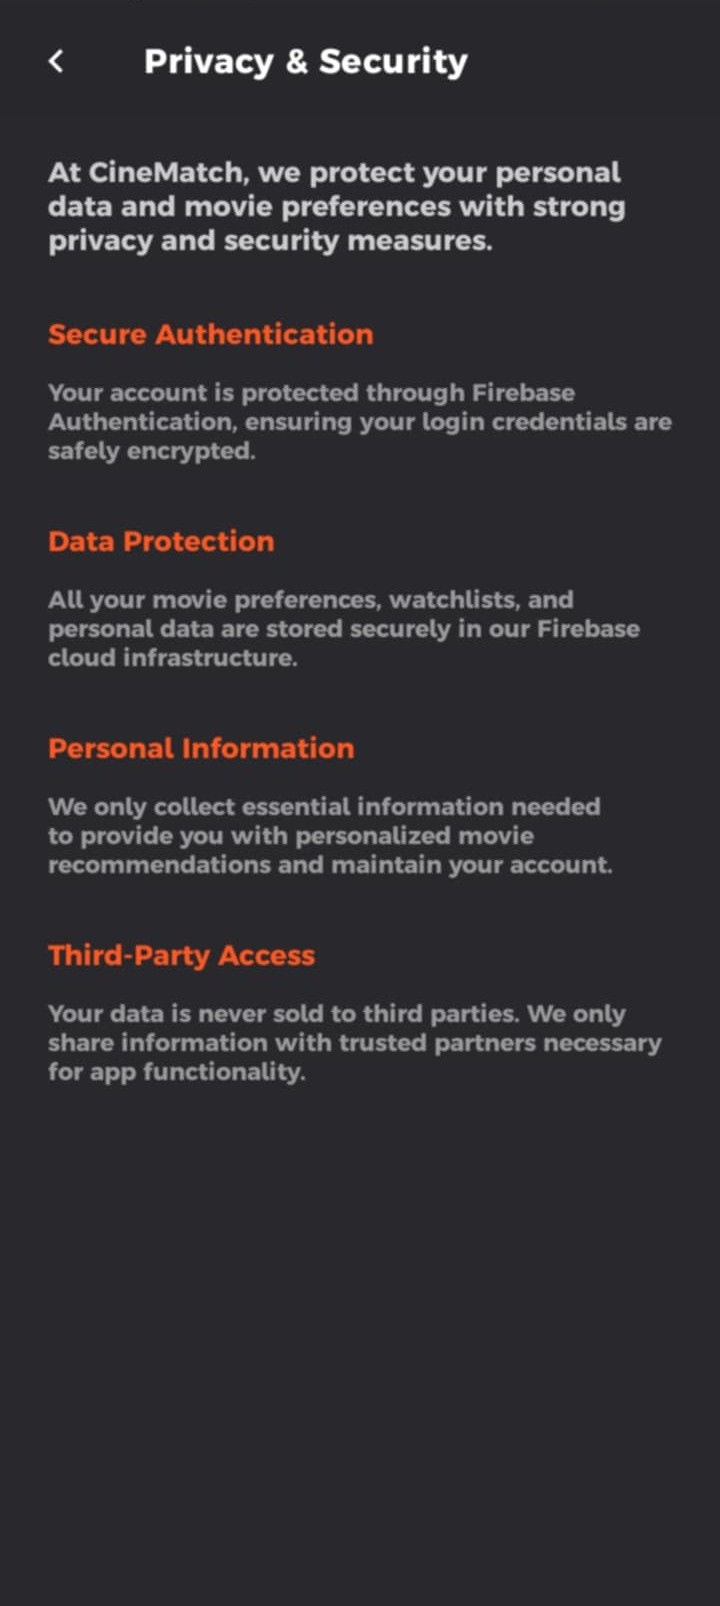 Privacy & Security
At CineMatch, we protect your personal
data and movie preferences with strong
privacy and security measures.
Secure Authentication
Your account is protected through Firebase
Authentication, ensuring your login credentials are
safely encrypted.
Data Protection
All your movie preferences, watchlists, and
personal data are stored securely in our Firebase
cloud infrastructure.
Personal Information
We only collect essential information needed
to provide you with personalized movie
recommendations and maintain your account.
Third-Party Access
Your data is never sold to third parties. We only
share information with trusted partners necessary
for app functionality.